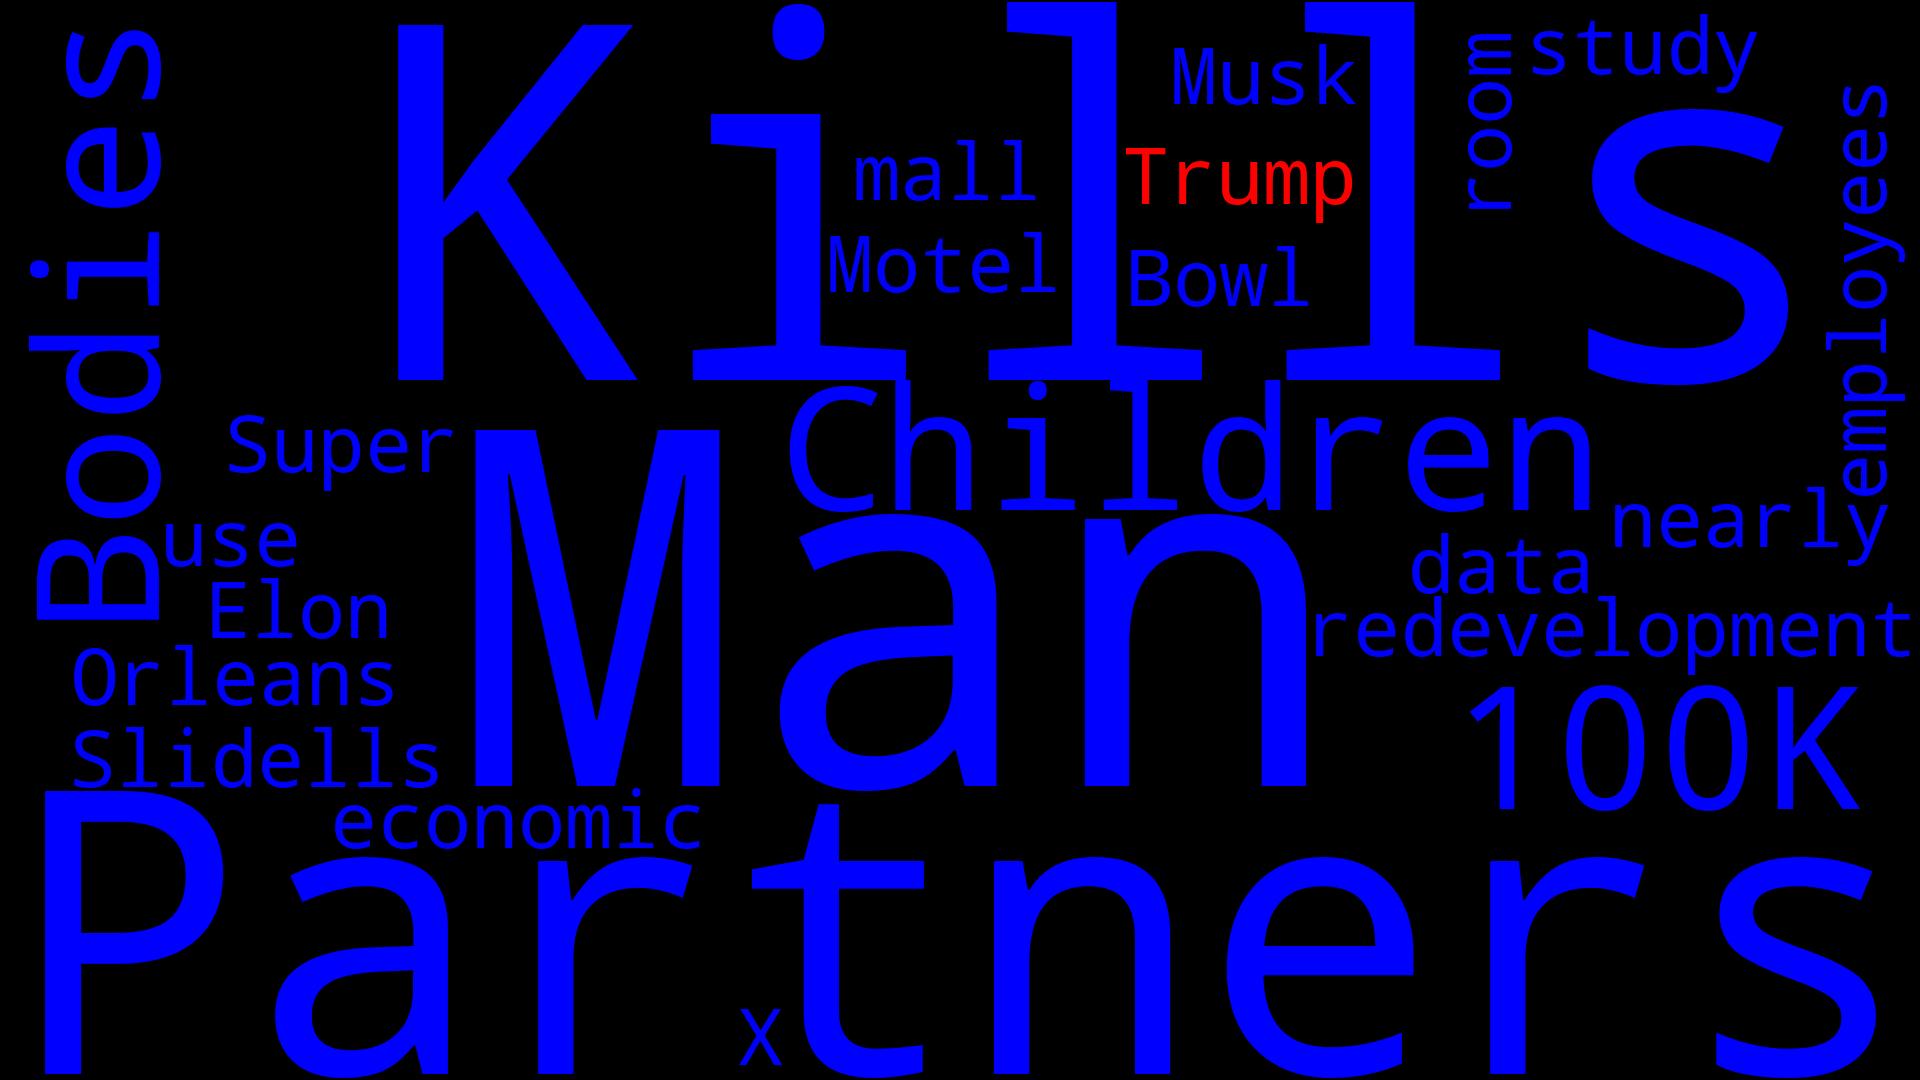 Bodies
Kills
Musk
room
study
mall
Trump
employees
Motel
Bowl
Children
Super
Man
nearly
use
data
Elon
redevelopment
Orleans
100K
Slidells
economic
Partners
X